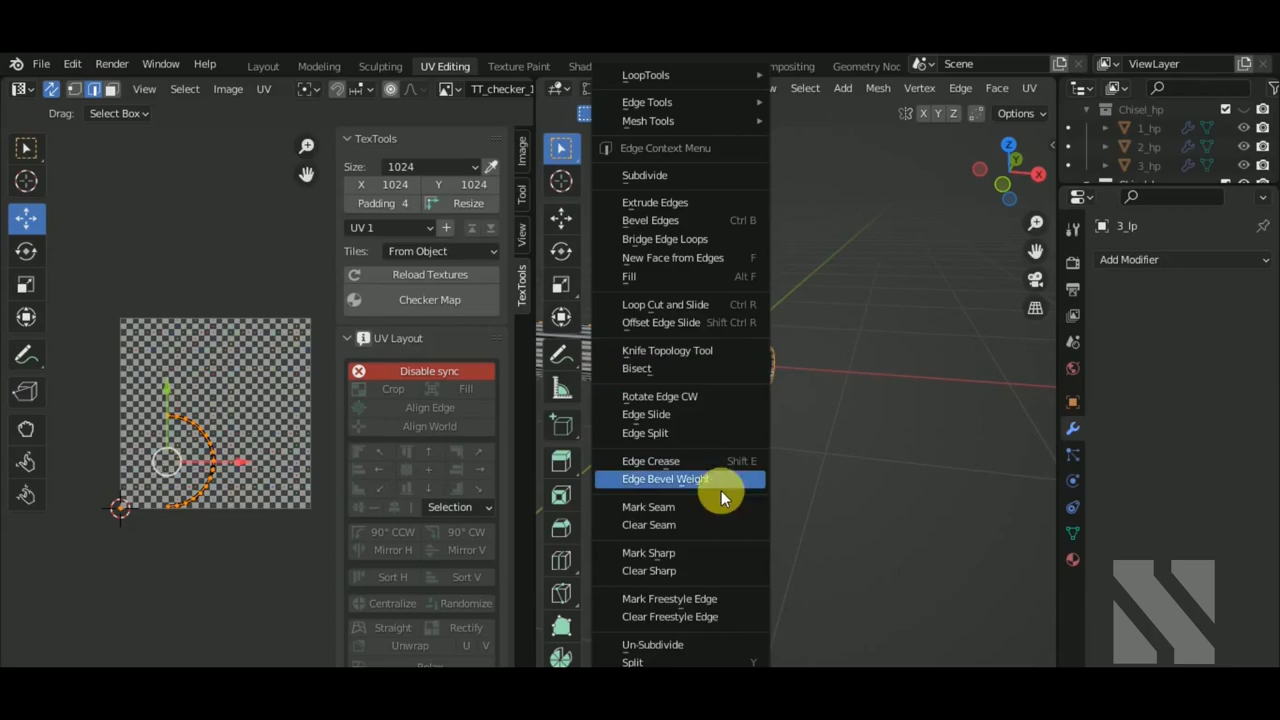 File Edit Render Window Help Layout Modeling Sculpting UV Editing Texture Paint Shad mpositing Geometry Noc Scene ViewLayer
View Select Image UV TT_checker_1 Select Add Mesh Vertex Edge Face UV
Drag: Select Box X Y Z Options
Chisel_hp
1_hp
2_hp
3_hp
3_lp
Add Modifier
TexTools
Size: 1024
X 1024 Y 1024
Padding 4 Resize
UV 1
Tiles: From Object
Reload Textures
Checker Map
UV Layout
Disable sync
Crop Fill
Align Edge
Align World
Selection
90° CCW 90° CW
Mirror H Mirror V
Sort H Sort V
Centralize Randomize
Straight Rectify
Unwrap U V
Relax
Image
Tool
View
TexTools
LoopTools
Edge Tools
Mesh Tools
Edge Context Menu
Subdivide
Extrude Edges
Bevel Edges Ctrl B
Bridge Edge Loops
New Face from Edges F
Fill Alt F
Loop Cut and Slide Ctrl R
Offset Edge Slide Shift Ctrl R
Knife Topology Tool
Bisect
Rotate Edge CW
Edge Slide
Edge Split
Edge Crease Shift E
Edge Bevel Weight
Mark Seam
Clear Seam
Mark Sharp
Clear Sharp
Mark Freestyle Edge
Clear Freestyle Edge
Un-Subdivide
Split Y
Z
Y
X